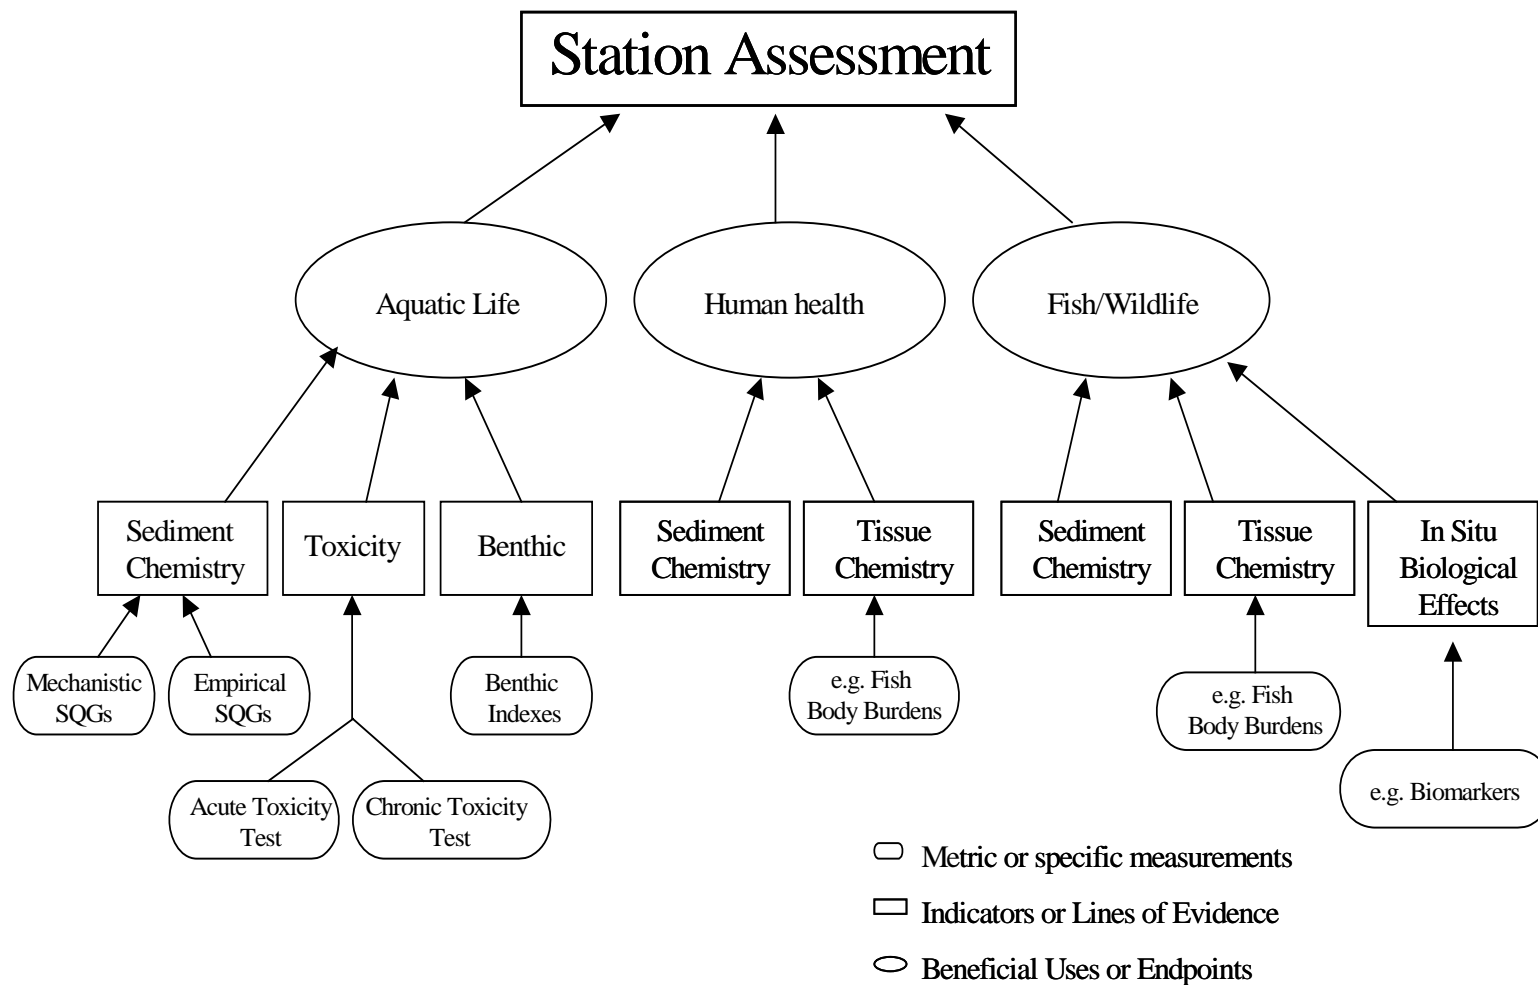 Station Assessment
Aquatic Life
Human health
Fish/Wildlife
Sediment
Chemistry
Toxicity
Benthic
Sediment
Chemistry
Tissue
Chemistry
Sediment
Chemistry
Tissue
Chemistry
In Situ
Biological
Effects
Mechanistic
SQGs
Empirical
SQGs
Benthic
Indexes
e.g. Fish
Body Burdens
e.g. Fish
Body Burdens
Acute Toxicity
Test
Chronic Toxicity
Test
e.g. Biomarkers
Metric or specific measurements
Indicators or Lines of Evidence
Beneficial Uses or Endpoints